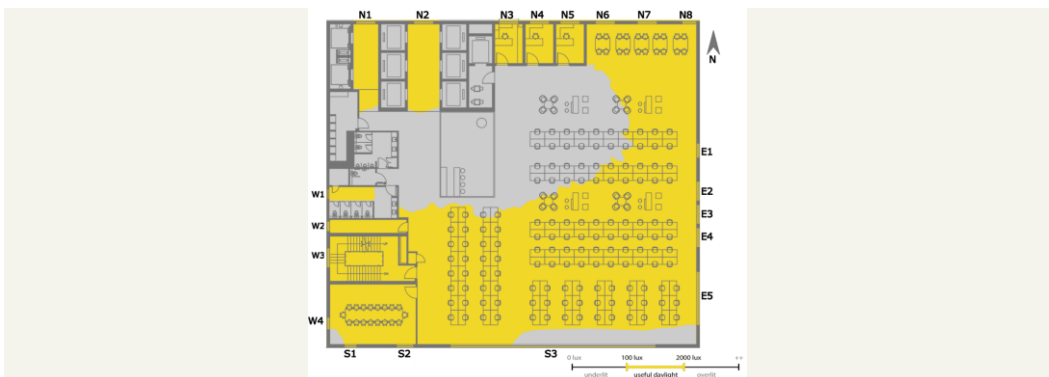 N1 N2 N3 N4 N5 N6 N7 N8
N
E1
E2
W1
E3
W2
E4
W3
E5
W4
S1 S2 S3
0 lux 100 lux 2000 lux ++
underlit useful daylight overlit